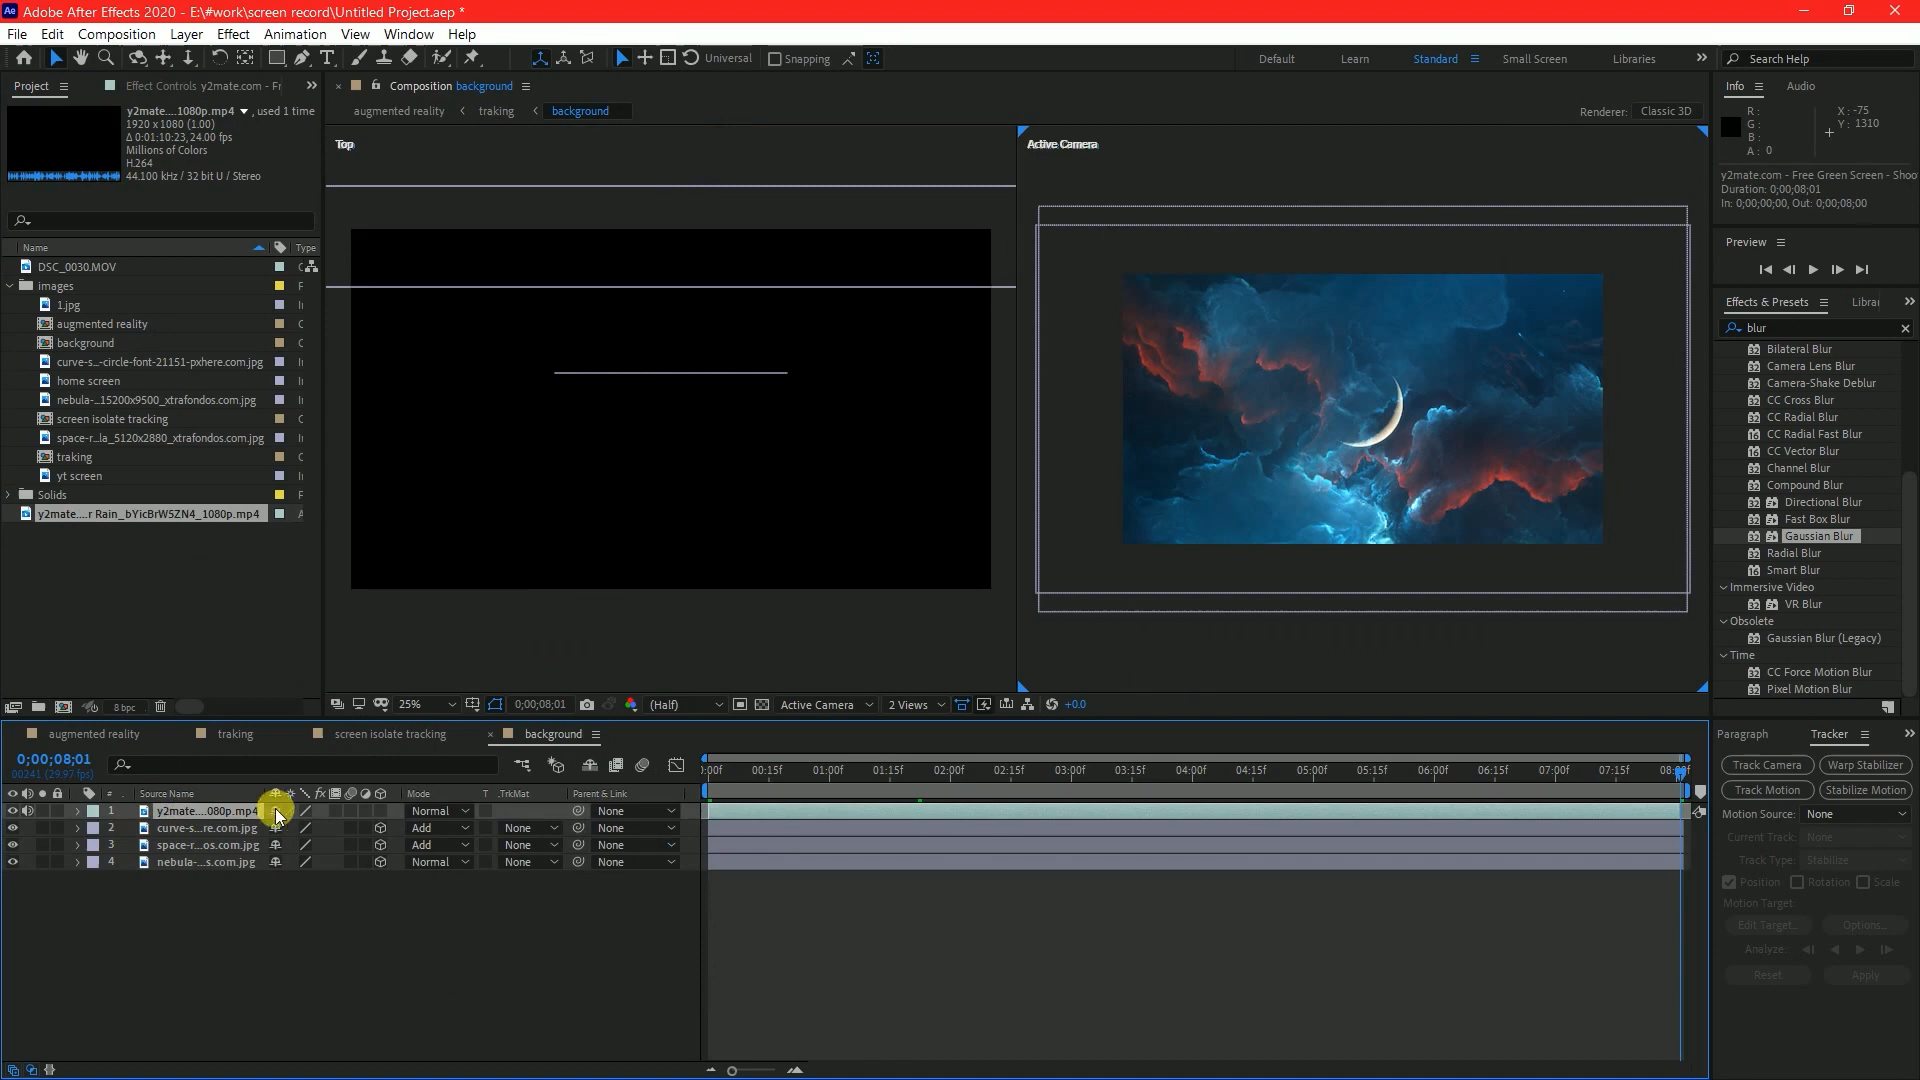 Adobe After Effects 2020 - E:\#work\screen record\Untitled Project.aep *
File Edit Composition Layer Effect Animation View Window Help
Universal Snapping Default Learn Standard Small Screen Libraries Search Help
Project Effect Controls y2mate.com - Fr
Composition background
Info Audio
y2mate....1080p.mp4 , used 1 time
1920 x 1080 (1.00)
Δ 0:01:10:23, 24.00 fps
Millions of Colors
H.264
44.100 kHz / 32 bit U / Stereo
augmented reality traking background
Renderer: Classic 3D
Top
Active Camera
R :
G :
B :
A : 0
X : -75
Y : 1310
y2mate.com - Free Green Screen - Shoo
Duration: 0;00;08;01
In: 0;00;00;00, Out: 0;00;08;00
Preview
Effects & Presets Librar
blur
Bilateral Blur
Camera Lens Blur
Camera-Shake Deblur
CC Cross Blur
CC Radial Blur
CC Radial Fast Blur
CC Vector Blur
Channel Blur
Compound Blur
Directional Blur
Fast Box Blur
Gaussian Blur
Radial Blur
Smart Blur
Immersive Video
VR Blur
Obsolete
Gaussian Blur (Legacy)
Time
CC Force Motion Blur
Pixel Motion Blur
Name Type
DSC_0030.MOV
images
1.jpg
augmented reality
background
curve-s...-circle-font-21151-pxhere.com.jpg
home screen
nebula-...15200x9500_xtrafondos.com.jpg
screen isolate tracking
space-r...la_5120x2880_xtrafondos.com.jpg
traking
yt screen
Solids
y2mate....r Rain_bYicBrW5ZN4_1080p.mp4
8 bpc
25% 0;00;08;01 (Half) Active Camera 2 Views +0.0
augmented reality traking screen isolate tracking background
0;00;08;01
00241 (29.97 fps)
# Source Name fx Mode T .TrkMat Parent & Link
1 y2mate....080p.mp4 Normal None
2 curve-s...re.com.jpg Add None None
3 space-r...os.com.jpg Add None None
4 nebula-...s.com.jpg Normal None None
:00f 00:15f 01:00f 01:15f 02:00f 02:15f 03:00f 03:15f 04:00f 04:15f 05:00f 05:15f 06:00f 06:15f 07:00f 07:15f
Paragraph Tracker
Track Camera Warp Stabilizer
Track Motion Stabilize Motion
Motion Source: None
Current Track: None
Track Type: Stabilize
Position Rotation Scale
Motion Target:
Edit Target... Options...
Analyze:
Reset Apply